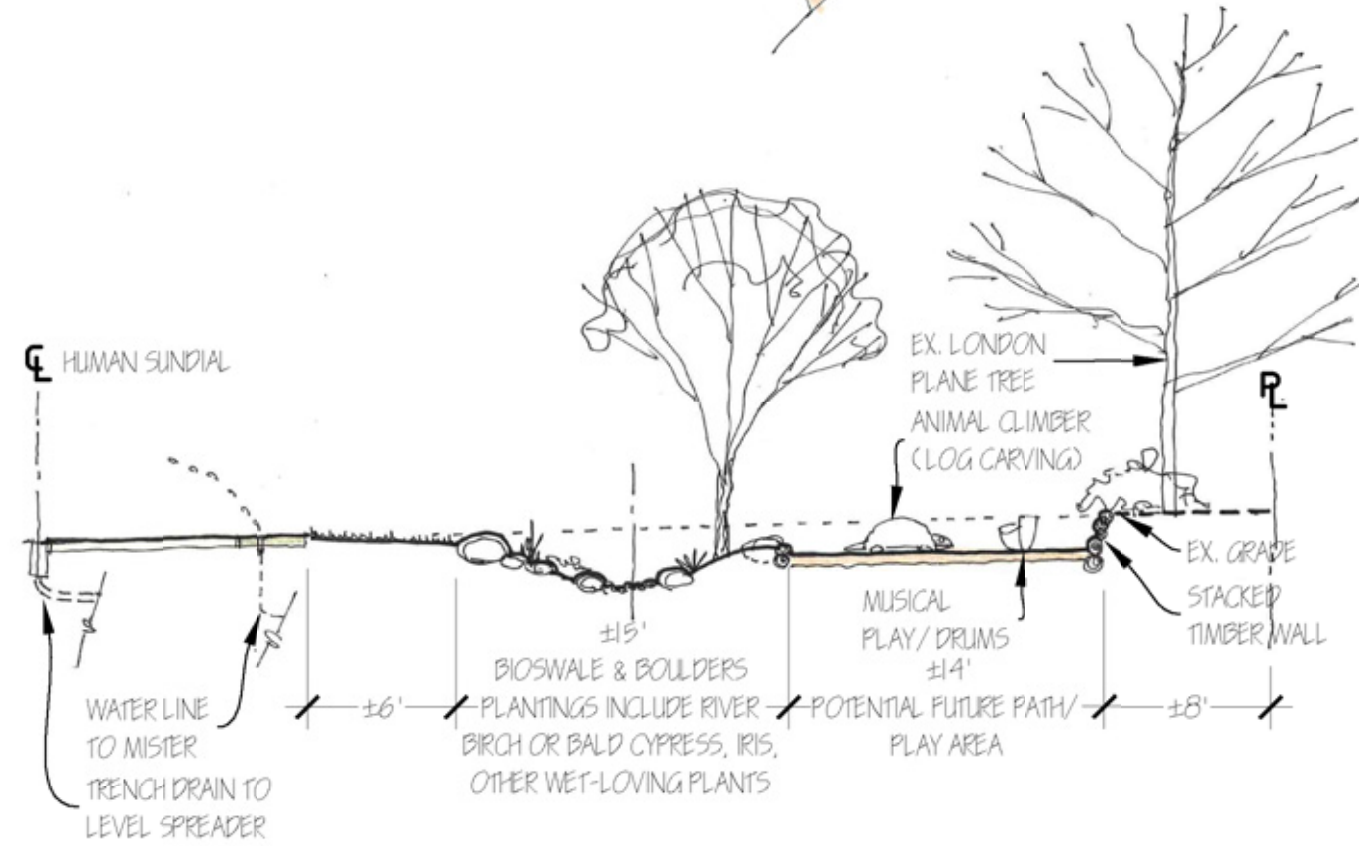 CL HUMAN SUNDIAL
EX. LONDON
PLANE TREE
ANIMAL CLIMBER
(LOG CARVING)
PL
EX. GRADE
STACKED
TIMBER WALL
MUSICAL
PLAY/DRUMS
±15'
BIOSWALE & BOULDERS
PLANTINGS INCLUDE RIVER
BIRCH OR BALD CYPRESS, IRIS,
OTHER WET-LOVING PLANTS
±14'
POTENTIAL FUTURE PATH/
PLAY AREA
±6'
±8'
WATER LINE
TO MISTER
TRENCH DRAIN TO
LEVEL SPREADER